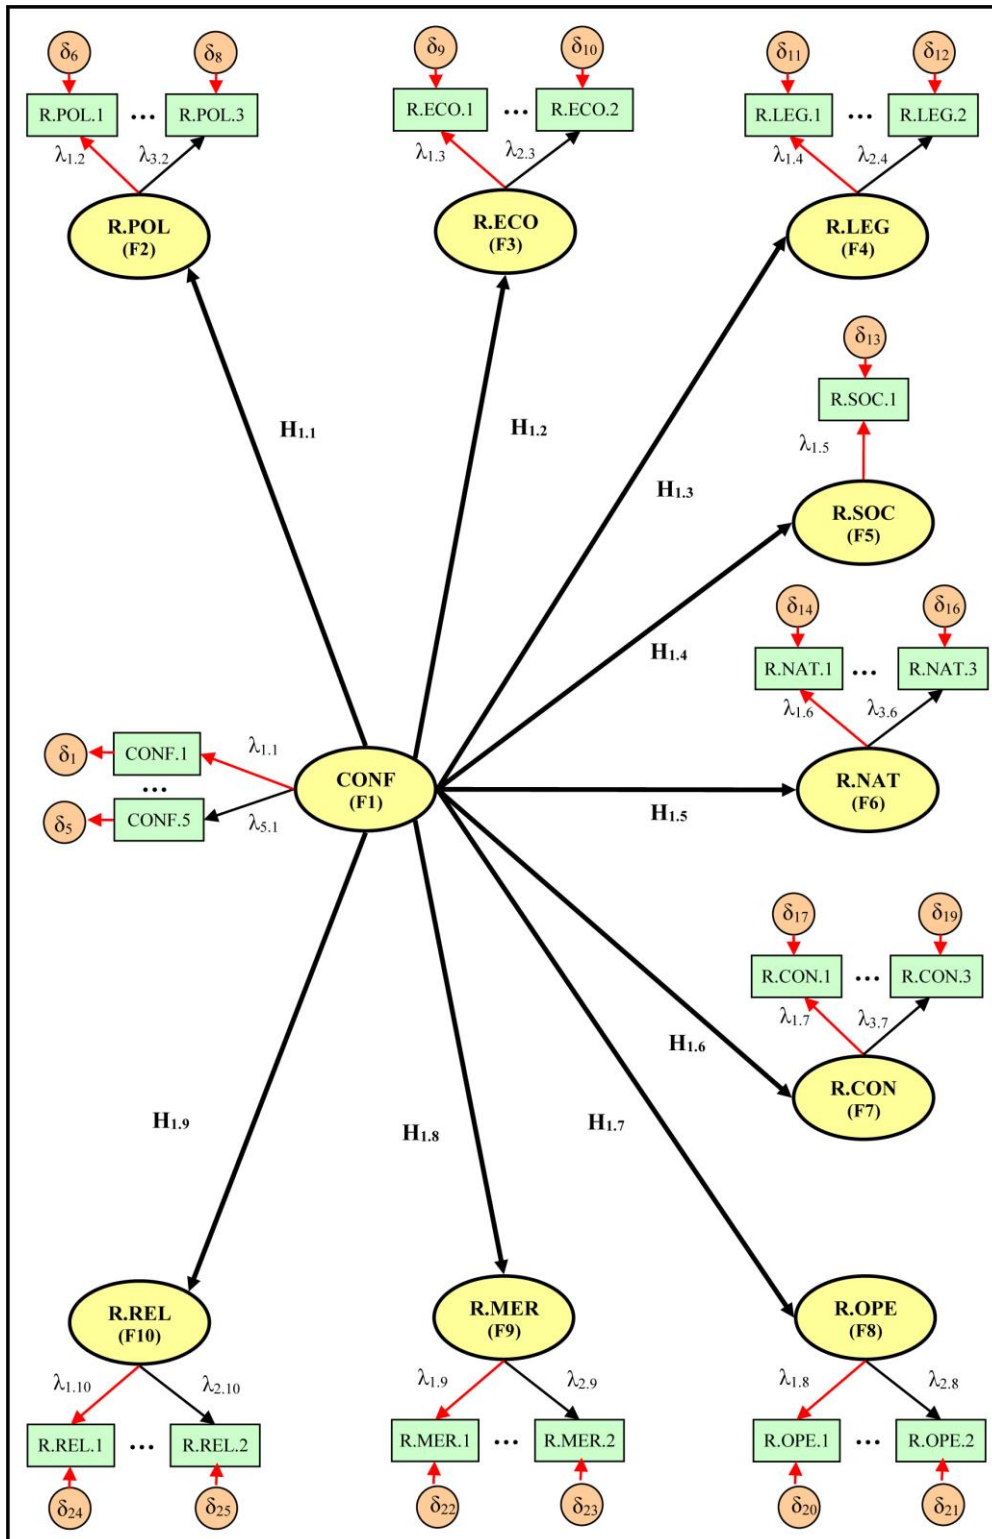 δ6 δ8 δ9 δ10 δ11 δ12
R.POL.1 ... R.POL.3 R.ECO.1 ... R.ECO.2 R.LEG.1 ... R.LEG.2
λ1.2 λ3.2 λ1.3 λ2.3 λ1.4 λ2.4
R.POL R.ECO R.LEG
(F2) (F3) (F4)
δ13
R.SOC.1
H1.1 H1.2
λ1.5
H1.3
R.SOC
(F5)
δ14 δ16
H1.4
R.NAT.1 ... R.NAT.3
λ1.6 λ3.6
δ1 CONF.1 λ1.1
...
δ5 CONF.5 λ5.1
CONF
(F1)
R.NAT
(F6)
H1.5
δ17 δ19
R.CON.1 ... R.CON.3
λ1.7 λ3.7
H1.6
R.CON
(F7)
H1.9 H1.8 H1.7
R.REL R.MER R.OPE
(F10) (F9) (F8)
λ1.10 λ2.10 λ1.9 λ2.9 λ1.8 λ2.8
R.REL.1 ... R.REL.2 R.MER.1 ... R.MER.2 R.OPE.1 ... R.OPE.2
δ24 δ25 δ22 δ23 δ20 δ21